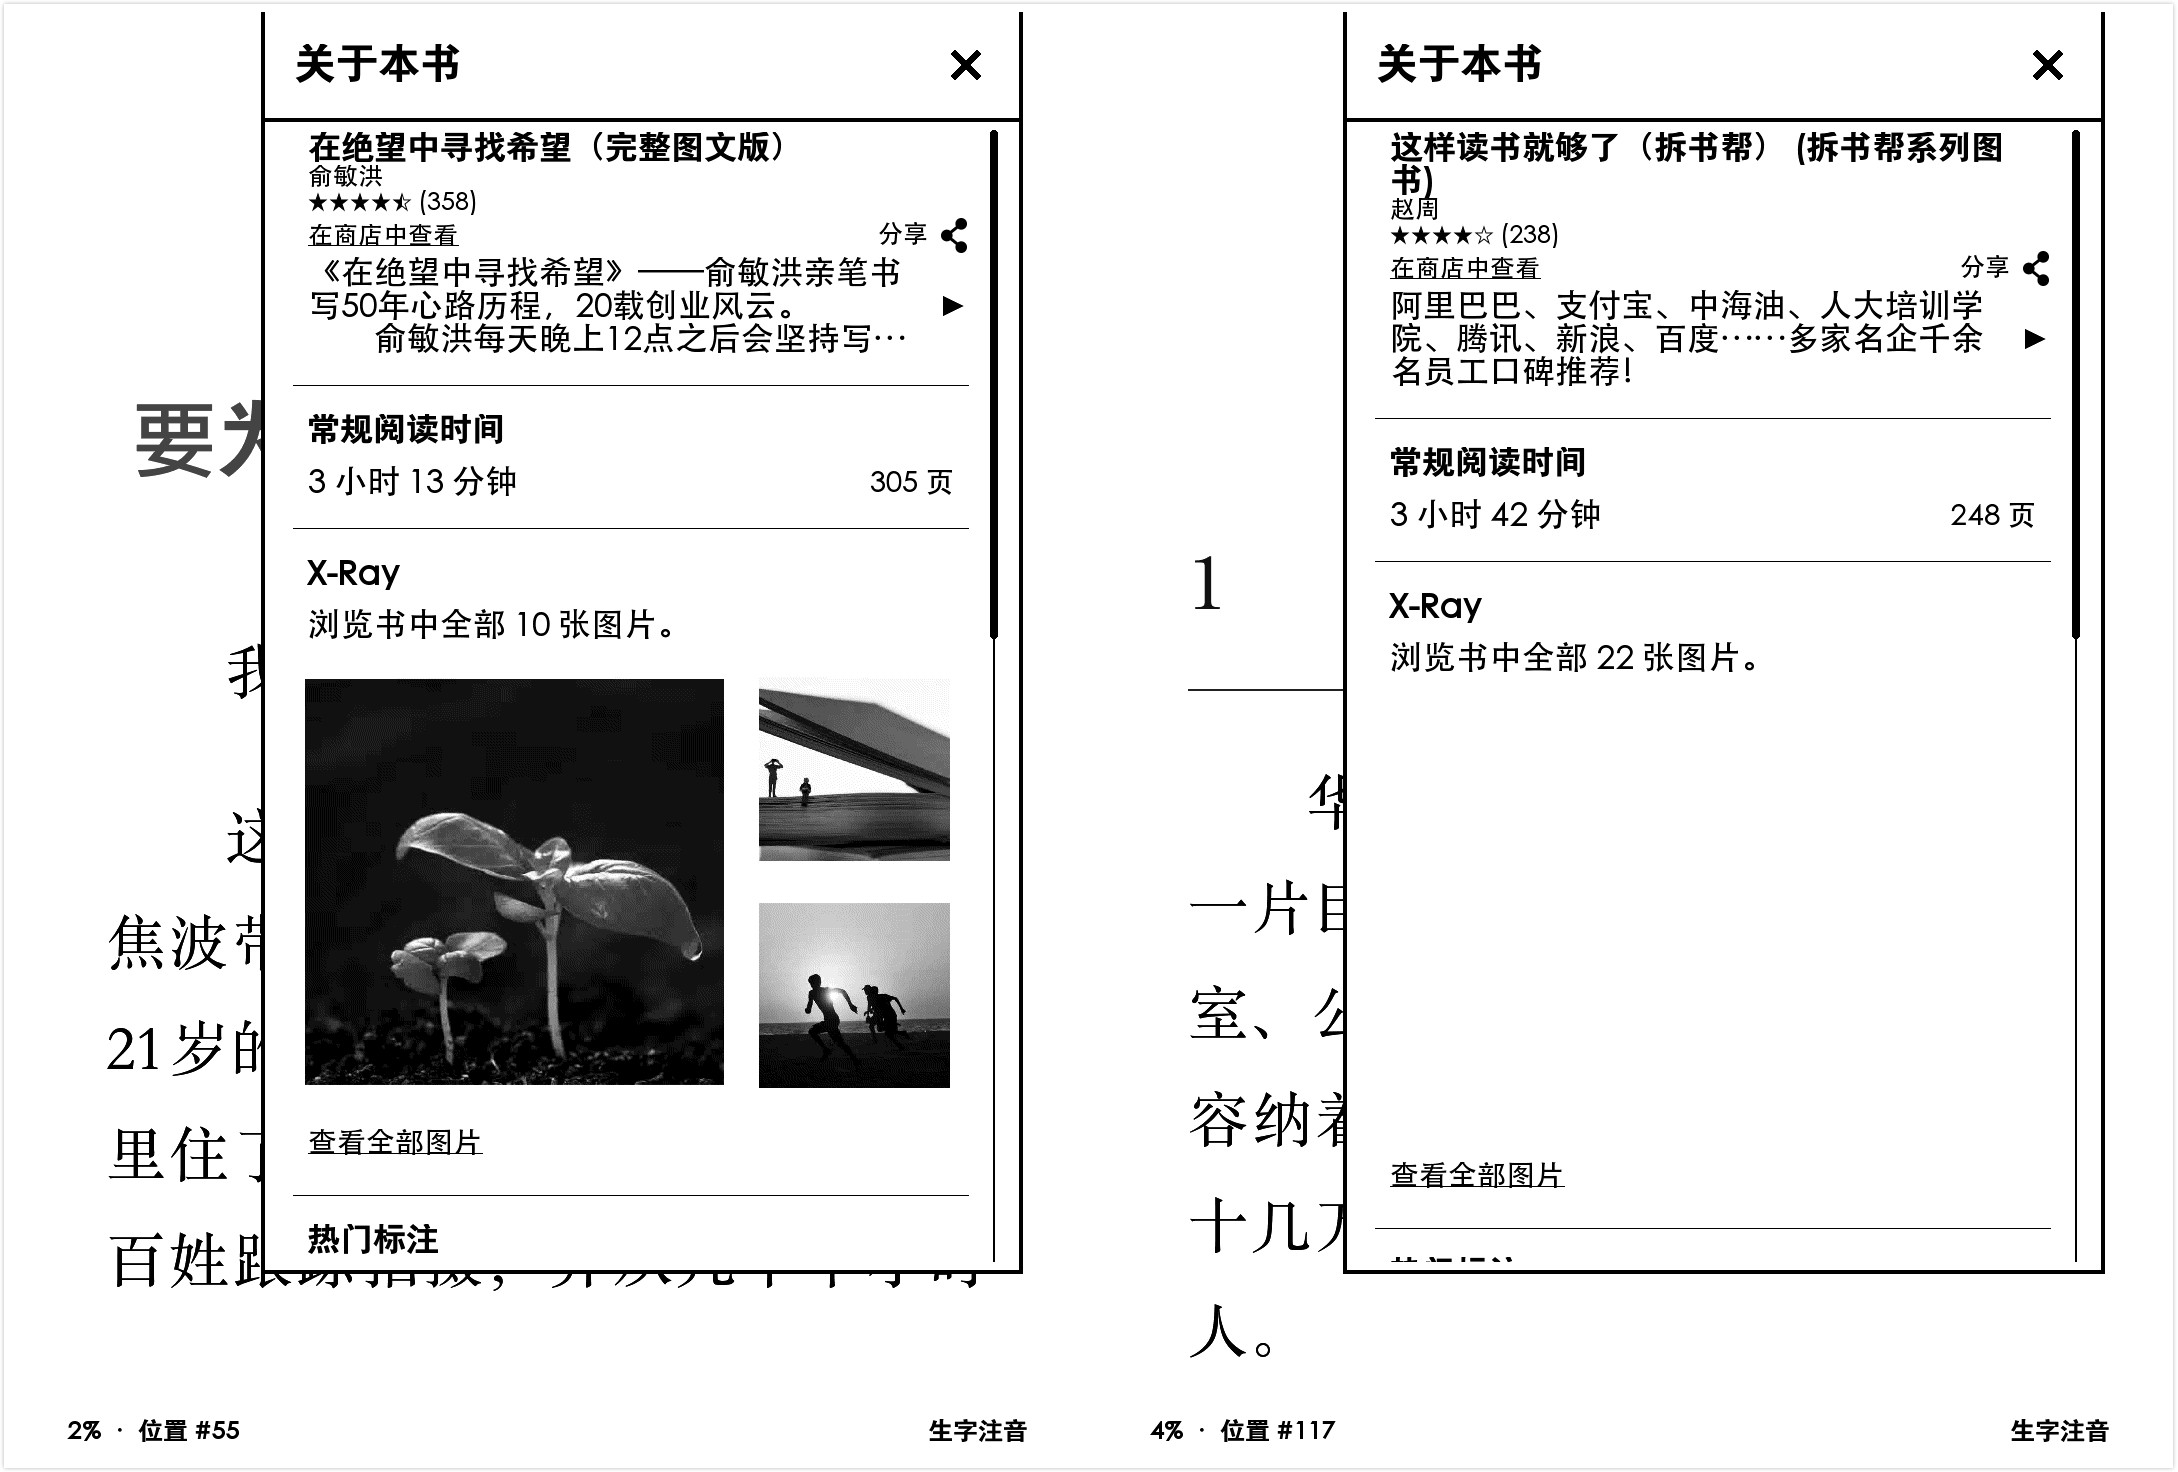 关于本书
在绝望中寻找希望（完整图文版）
俞敏洪
★★★★⯪ (358)
在商店中查看
分享
《在绝望中寻找希望》——俞敏洪亲笔书
写50年心路历程，20载创业风云。
俞敏洪每天晚上12点之后会坚持写…
常规阅读时间
3 小时 13 分钟
305 页
X-Ray
浏览书中全部 10 张图片。
查看全部图片
热门标注
要
我
这
焦波带
21岁的
里住了
百姓
2% · 位置 #55
生字注音
关于本书
这样读书就够了（拆书帮） (拆书帮系列图
书)
赵周
★★★★☆ (238)
在商店中查看
分享
阿里巴巴、支付宝、中海油、人大培训学
院、腾讯、新浪、百度……多家名企千余
名员工口碑推荐！
常规阅读时间
3 小时 42 分钟
248 页
X-Ray
浏览书中全部 22 张图片。
查看全部图片
1
华
一片
室、公
容纳着
十几万
人。
4% · 位置 #117
生字注音